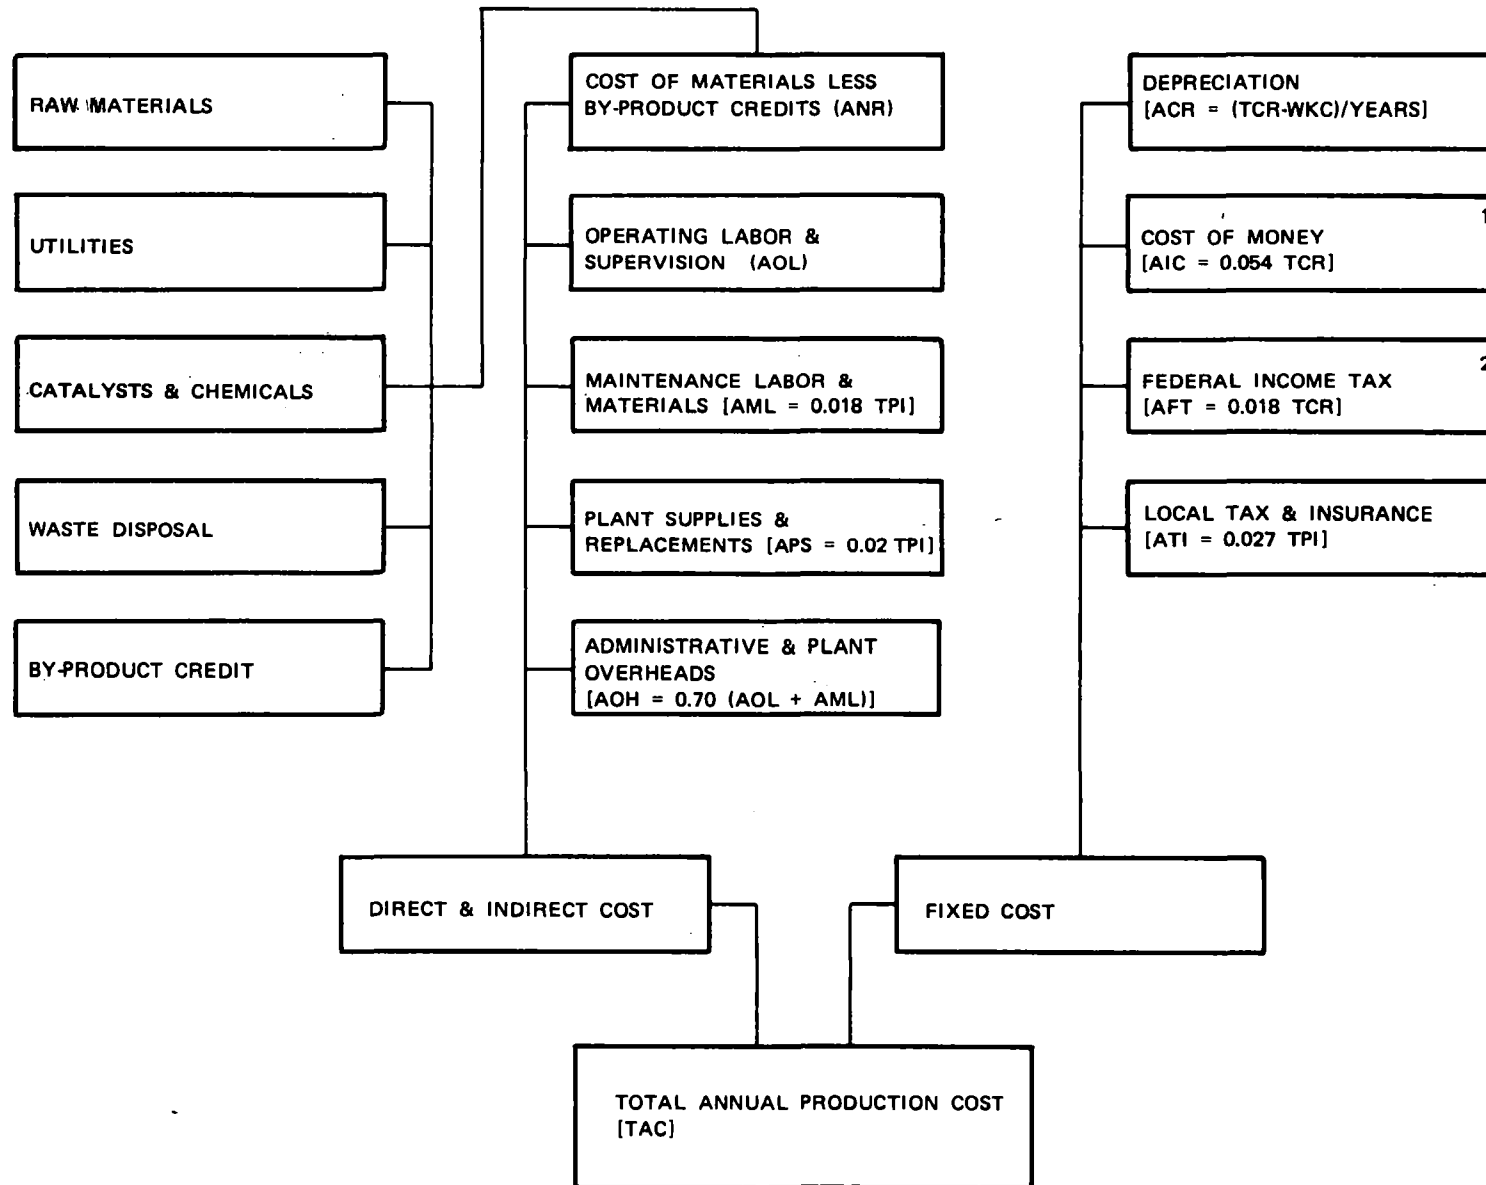 RAW MATERIALS
UTILITIES
CATALYSTS & CHEMICALS
WASTE DISPOSAL
BY-PRODUCT CREDIT
COST OF MATERIALS LESS
BY-PRODUCT CREDITS (ANR)
OPERATING LABOR &
SUPERVISION (AOL)
MAINTENANCE LABOR &
MATERIALS [AML = 0.018 TPI]
PLANT SUPPLIES &
REPLACEMENTS [APS = 0.02 TPI]
ADMINISTRATIVE & PLANT
OVERHEADS
[AOH = 0.70 (AOL + AML)]
DEPRECIATION
[ACR = (TCR-WKC)/YEARS]
1
COST OF MONEY
[AIC = 0.054 TCR]
2
FEDERAL INCOME TAX
[AFT = 0.018 TCR]
LOCAL TAX & INSURANCE
[ATI = 0.027 TPI]
DIRECT & INDIRECT COST
FIXED COST
TOTAL ANNUAL PRODUCTION COST
[TAC]